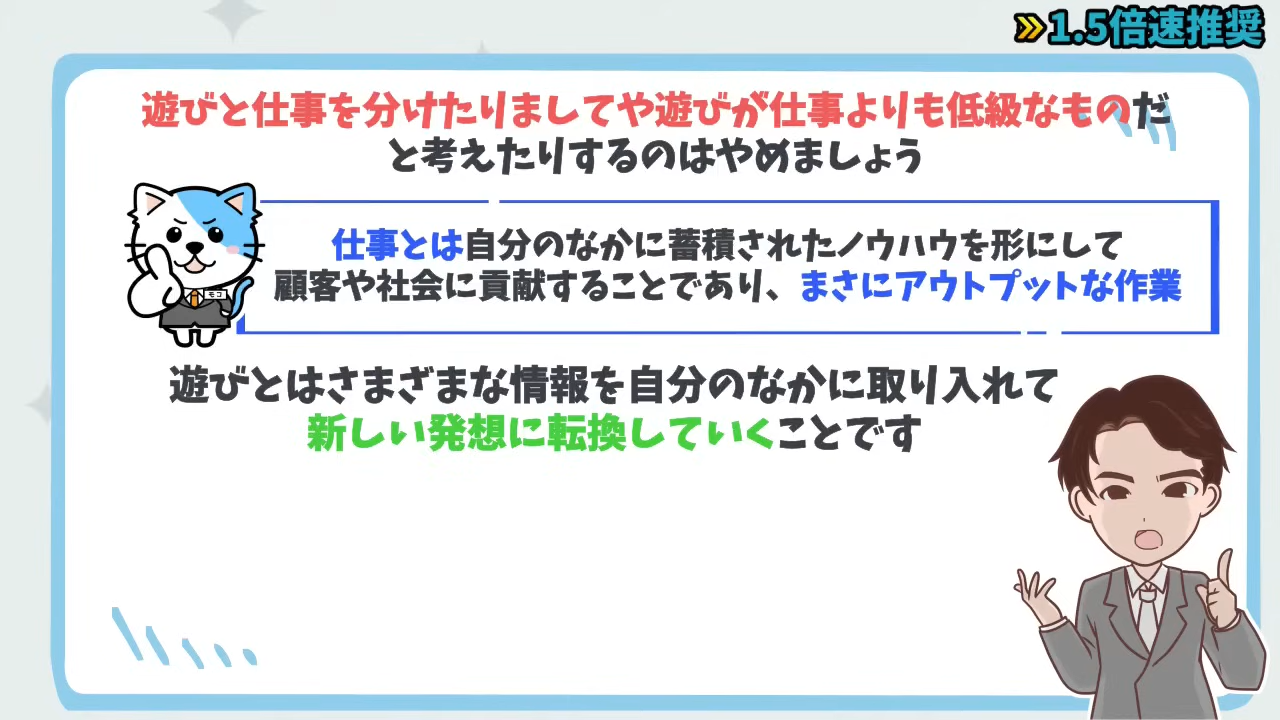 1.5倍速推奨
遊びと仕事を分けたりましてや遊びが仕事よりも低級なものだ
と考えたりするのはやめましょう
仕事とは自分のなかに蓄積されたノウハウを形にして
顧客や社会に貢献することであり、まさにアウトプットな作業
モコ
遊びとはさまざまな情報を自分のなかに取り入れて
新しい発想に転換していくことです